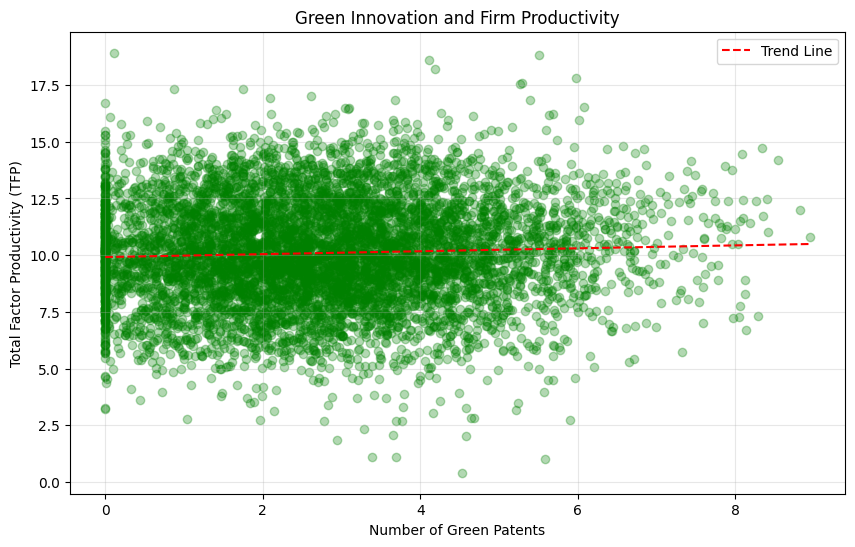 Green Innovation and Firm Productivity
Trend Line
Total Factor Productivity (TFP)
17.5
15.0
12.5
10.0
7.5
5.0
2.5
0.0
0 2 4 6 8
Number of Green Patents